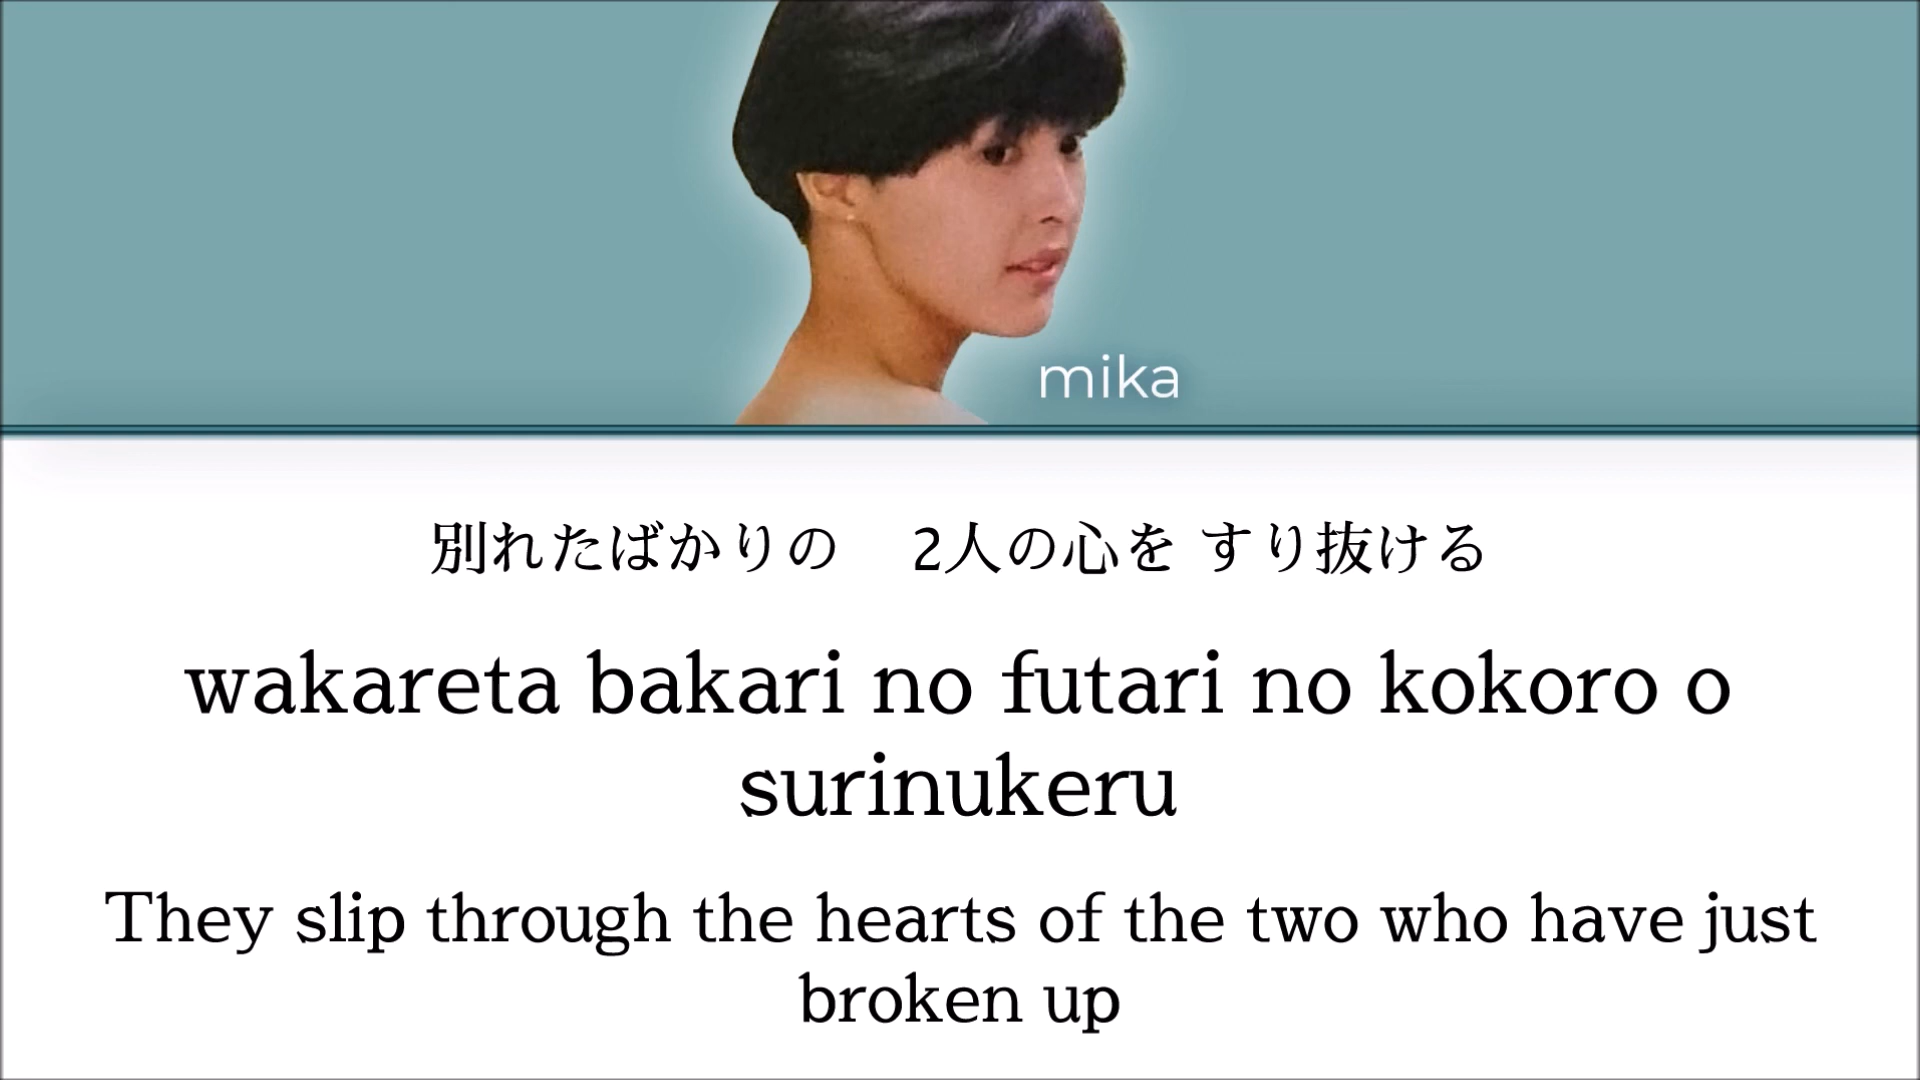 mika
別れたばかりの　2人の心を すり抜ける
wakareta bakari no futari no kokoro o
surinukeru
They slip through the hearts of the two who have just
broken up